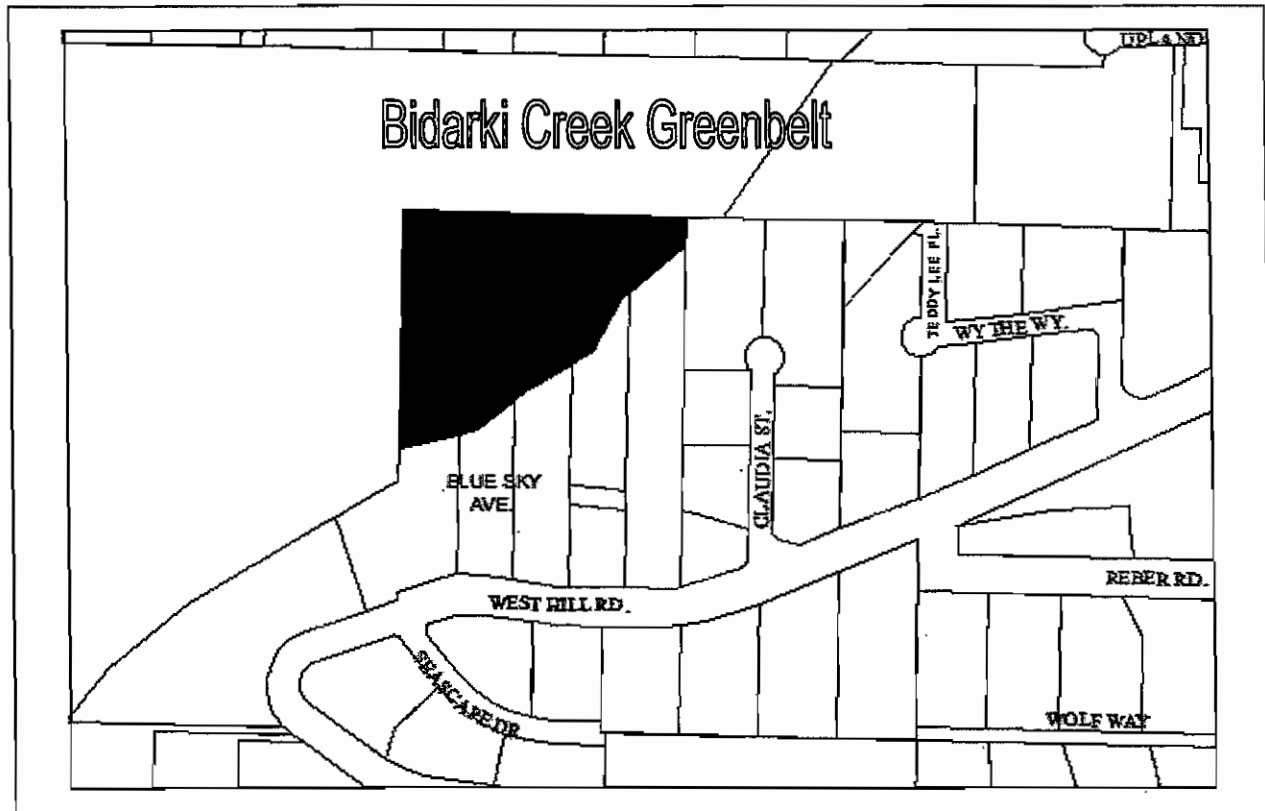 UPLAND
Bidarki Creek Greenbelt
TEDDY LEE PL.
WYTHE WY.
CLAUDIA ST.
BLUE SKY
AVE.
REBER RD.
WEST HILL RD.
SEASCAPE DR
WOLF WAY